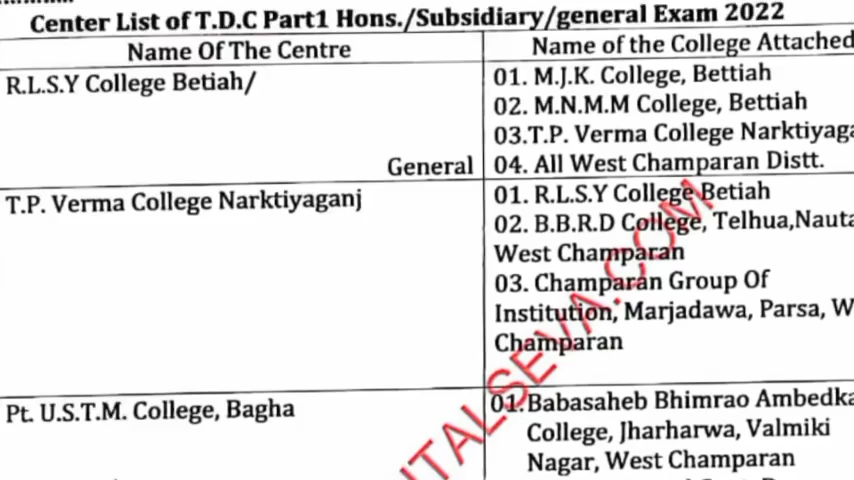 Center List of T.D.C Part1 Hons./Subsidiary/general Exam 2022
Name Of The Centre
Name of the College Attached
R.L.S.Y College Betiah/
General
01. M.J.K. College, Bettiah
02. M.N.M.M College, Bettiah
03.T.P. Verma College Narktiyaga
04. All West Champaran Distt.
T.P. Verma College Narktiyaganj
01. R.L.S.Y College Betiah
02. B.B.R.D College, Telhua,Nauta
West Champaran
03. Champaran Group Of
Institution, Marjadawa, Parsa, W
Champaran
Pt. U.S.T.M. College, Bagha
01.Babasaheb Bhimrao Ambedka
College, Jharharwa, Valmiki
Nagar, West Champaran
ITALSEVA.COM